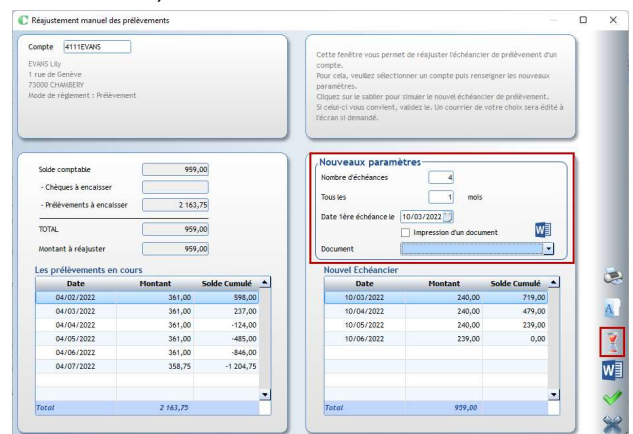 Réajustement manuel des prélèvements
Compte 4111EVANS
EVANS Lily
1 rue de Genève
73000 CHAMBERY
Mode de règlement : Prélèvement
Cette fenêtre vous permet de réajuster l'échéancier de prélèvement d'un
compte.
Pour cela, veuillez sélectionner un compte puis renseigner les nouveaux
paramètres.
Cliquez sur le sablier pour simuler le nouvel échéancier de prélèvement.
Si celui-ci vous convient, validez le. Un courrier de votre choix sera édité à
l'écran si demandé.
Solde comptable 959,00
- Chèques à encaisser
- Prélèvements à encaisser 2 163,75
TOTAL 959,00
Montant à réajuster 959,00
Nouveaux paramètres
Nombre d'échéances 4
Tous les 1 mois
Date 1ère échéance le 10/03/2022
Impression d'un document
Document
Les prélèvements en cours
Date Montant Solde Cumulé
04/02/2022 361,00 598,00
04/03/2022 361,00 237,00
04/04/2022 361,00 -124,00
04/05/2022 361,00 -485,00
04/06/2022 361,00 -846,00
04/07/2022 358,75 -1 204,75
Total 2 163,75
Nouvel Echéancier
Date Montant Solde Cumulé
10/03/2022 240,00 719,00
10/04/2022 240,00 479,00
10/05/2022 240,00 239,00
10/06/2022 239,00 0,00
Total 959,00